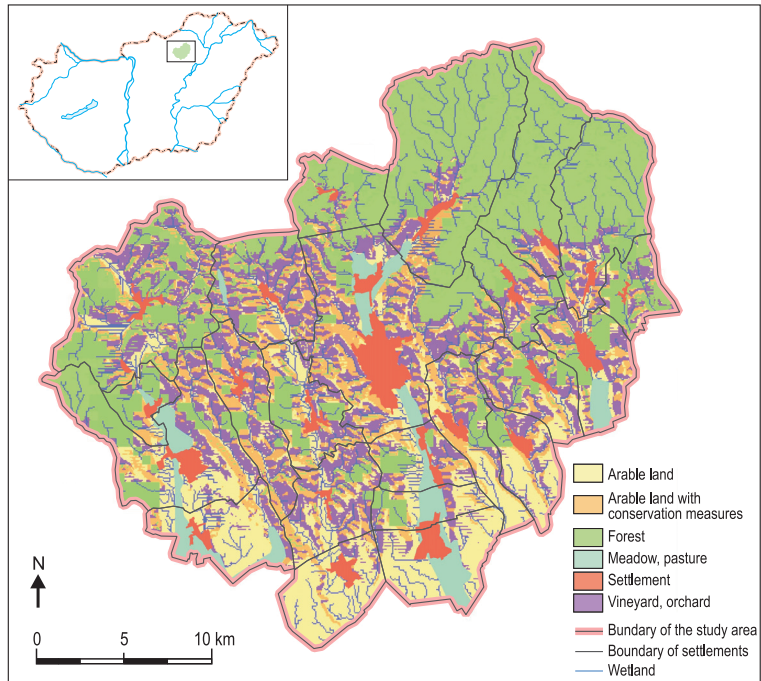 Arable land
Arable land with
conservation measures
Forest
Meadow, pasture
Settlement
Vineyard, orchard
Bundary of the study area
Boundary of settlements
Wetland
N
0 5 10 km